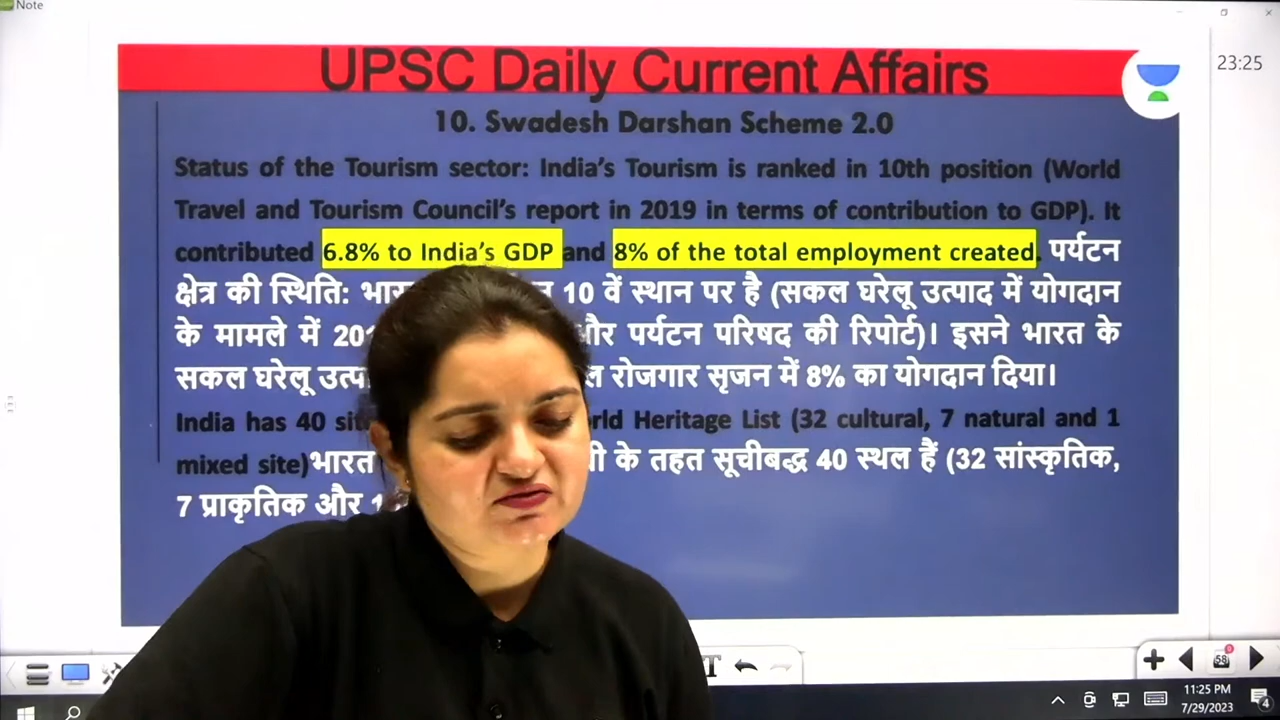 Note
UPSC Daily Current Affairs
23:25
10. Swadesh Darshan Scheme 2.0
Status of the Tourism sector: India's Tourism is ranked in 10th position (World
Travel and Tourism Council's report in 2019 in terms of contribution to GDP). It
contributed 6.8% to India's GDP and 8% of the total employment created. पर्यटन
क्षेत्र की स्थिति: 10 वें स्थान पर है (सकल घरेलू उत्पाद में योगदान
के मामले में और पर्यटन परिषद की रिपोर्ट)। इसने भारत के
सकल घरेलू रोजगार सृजन में 8% का योगदान दिया।
India has 40 Heritage List (32 cultural, 7 natural and 1
mixed site)भारत के तहत सूचीबद्ध 40 स्थल हैं (32 सांस्कृतिक,
7 प्राकृतिक और
T
58
11:25 PM
7/29/2023
4